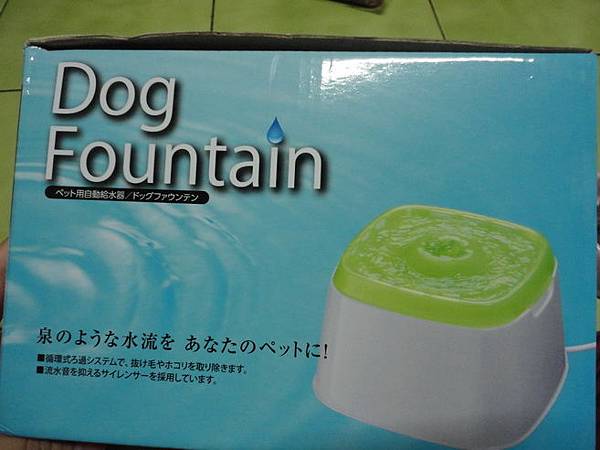 Dog
Fountain
ペット用自動給水器／ドッグファウンテン
泉のような水流を あなたのペットに!
■循環式ろ過システムで、抜け毛やホコリを取り除きます。
■流水音を抑えるサイレンサーを採用しています。